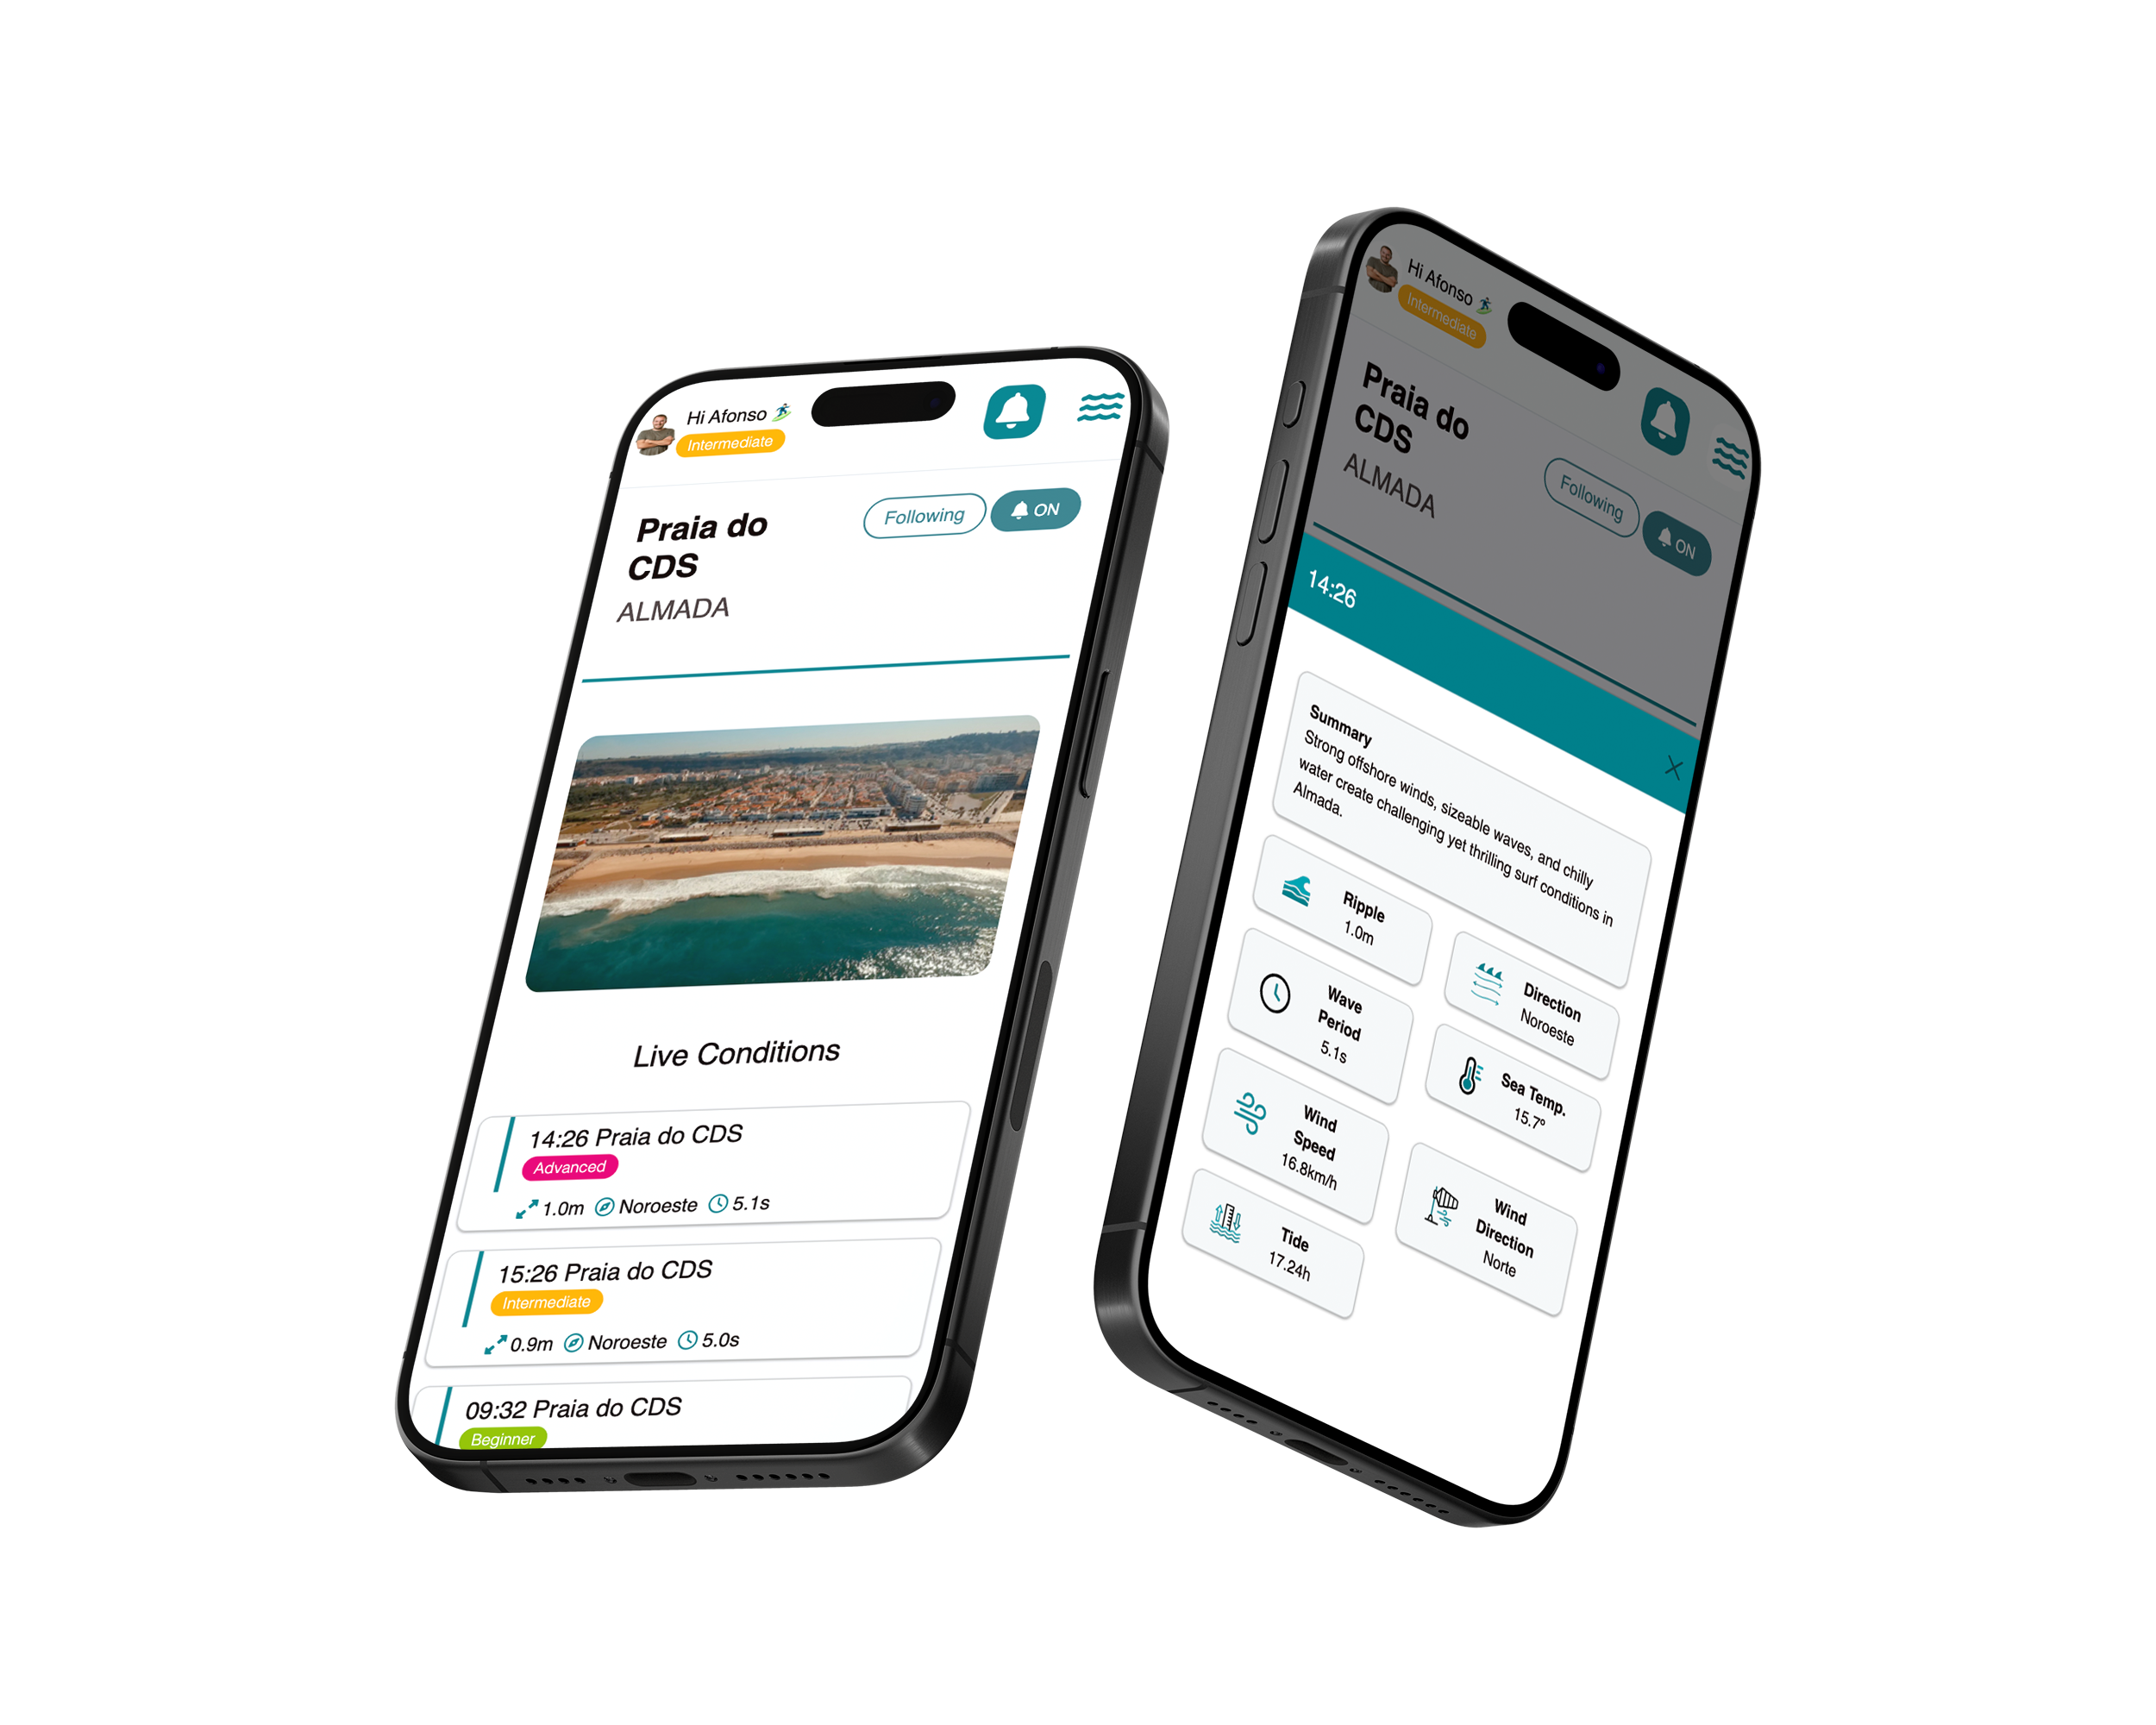 Hi Afonso
Intermediate
Praia do
CDS
ALMADA
Following
ON
Live Conditions
14:26 Praia do CDS
Advanced
1.0m Noroeste 5.1s
15:26 Praia do CDS
Intermediate
0.9m Noroeste 5.0s
09:32 Praia do CDS
Beginner
Hi Afonso
Intermediate
Praia do
CDS
ALMADA
Following
ON
14:26
Summary
Strong offshore winds, sizeable waves, and chilly
water create challenging yet thrilling surf conditions in
Almada.
Ripple
1.0m
Direction
Noroeste
Wave
Period
5.1s
Sea Temp.
15.7º
Wind
Speed
16.8km/h
Wind
Direction
Norte
Tide
17.24h